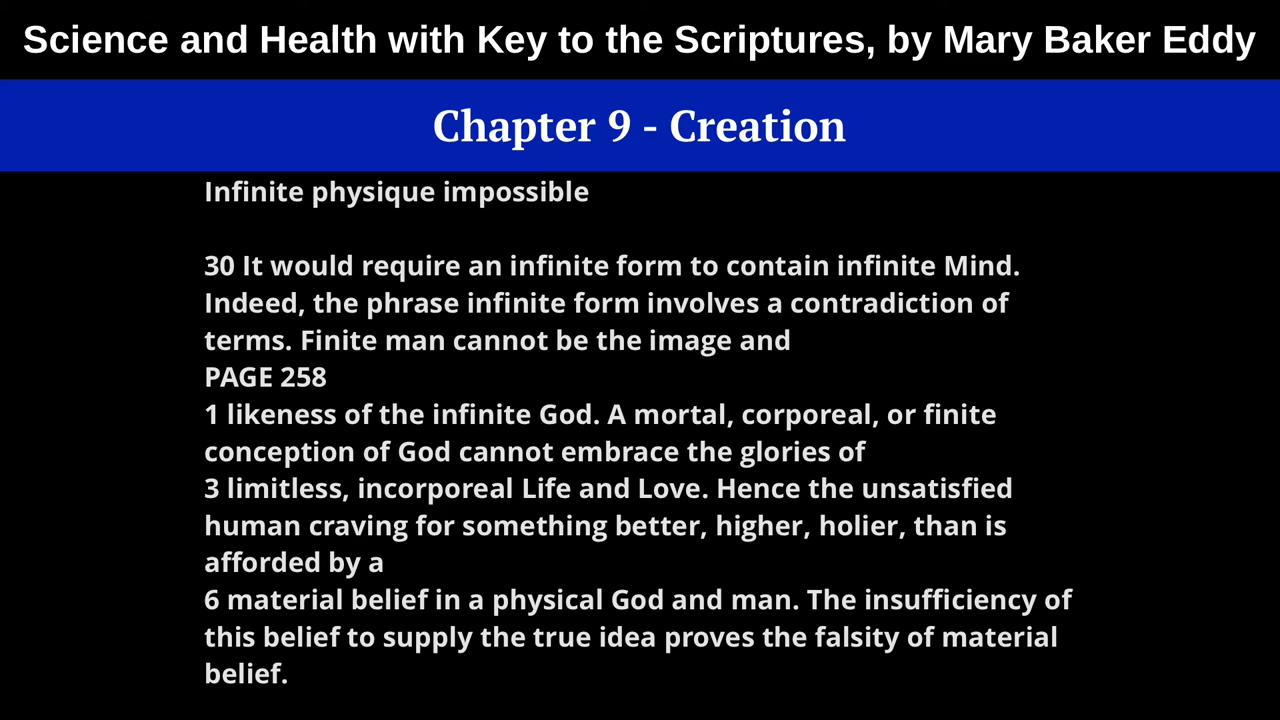 Science and Health with Key to the Scriptures, by Mary Baker Eddy
Chapter 9 - Creation
Infinite physique impossible
30 It would require an infinite form to contain infinite Mind.
Indeed, the phrase infinite form involves a contradiction of
terms. Finite man cannot be the image and
PAGE 258
1 likeness of the infinite God. A mortal, corporeal, or finite
conception of God cannot embrace the glories of
3 limitless, incorporeal Life and Love. Hence the unsatisfied
human craving for something better, higher, holier, than is
afforded by a
6 material belief in a physical God and man. The insufficiency of
this belief to supply the true idea proves the falsity of material
belief.